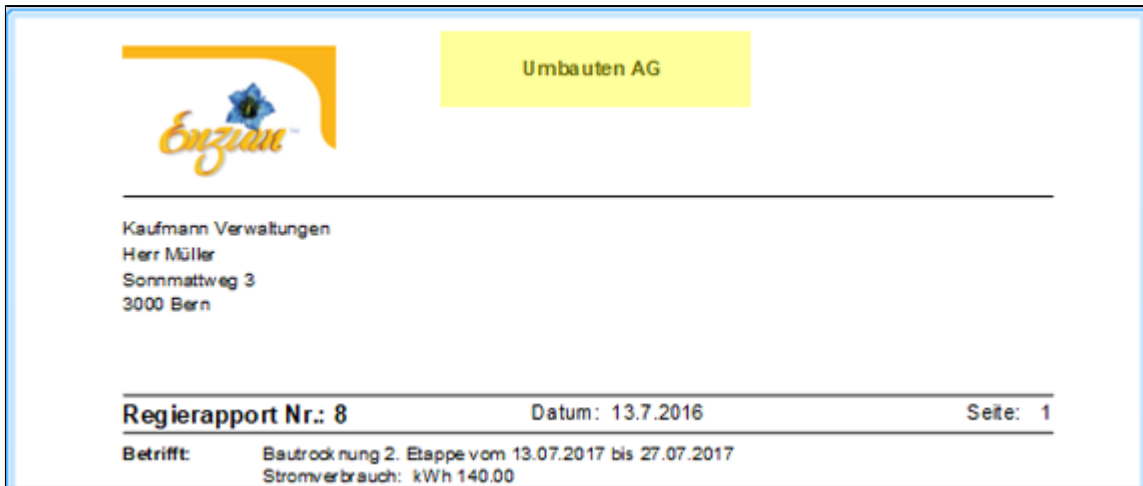 Enzian
Umbauten AG
Kaufmann Verwaltungen
Herr Müller
Sonnmattweg 3
3000 Bern
Regierapport Nr.: 8 Datum: 13.7.2016 Seite: 1
Betrifft: Bautrocknung 2. Etappe vom 13.07.2017 bis 27.07.2017
Stromverbrauch: kWh 140.00